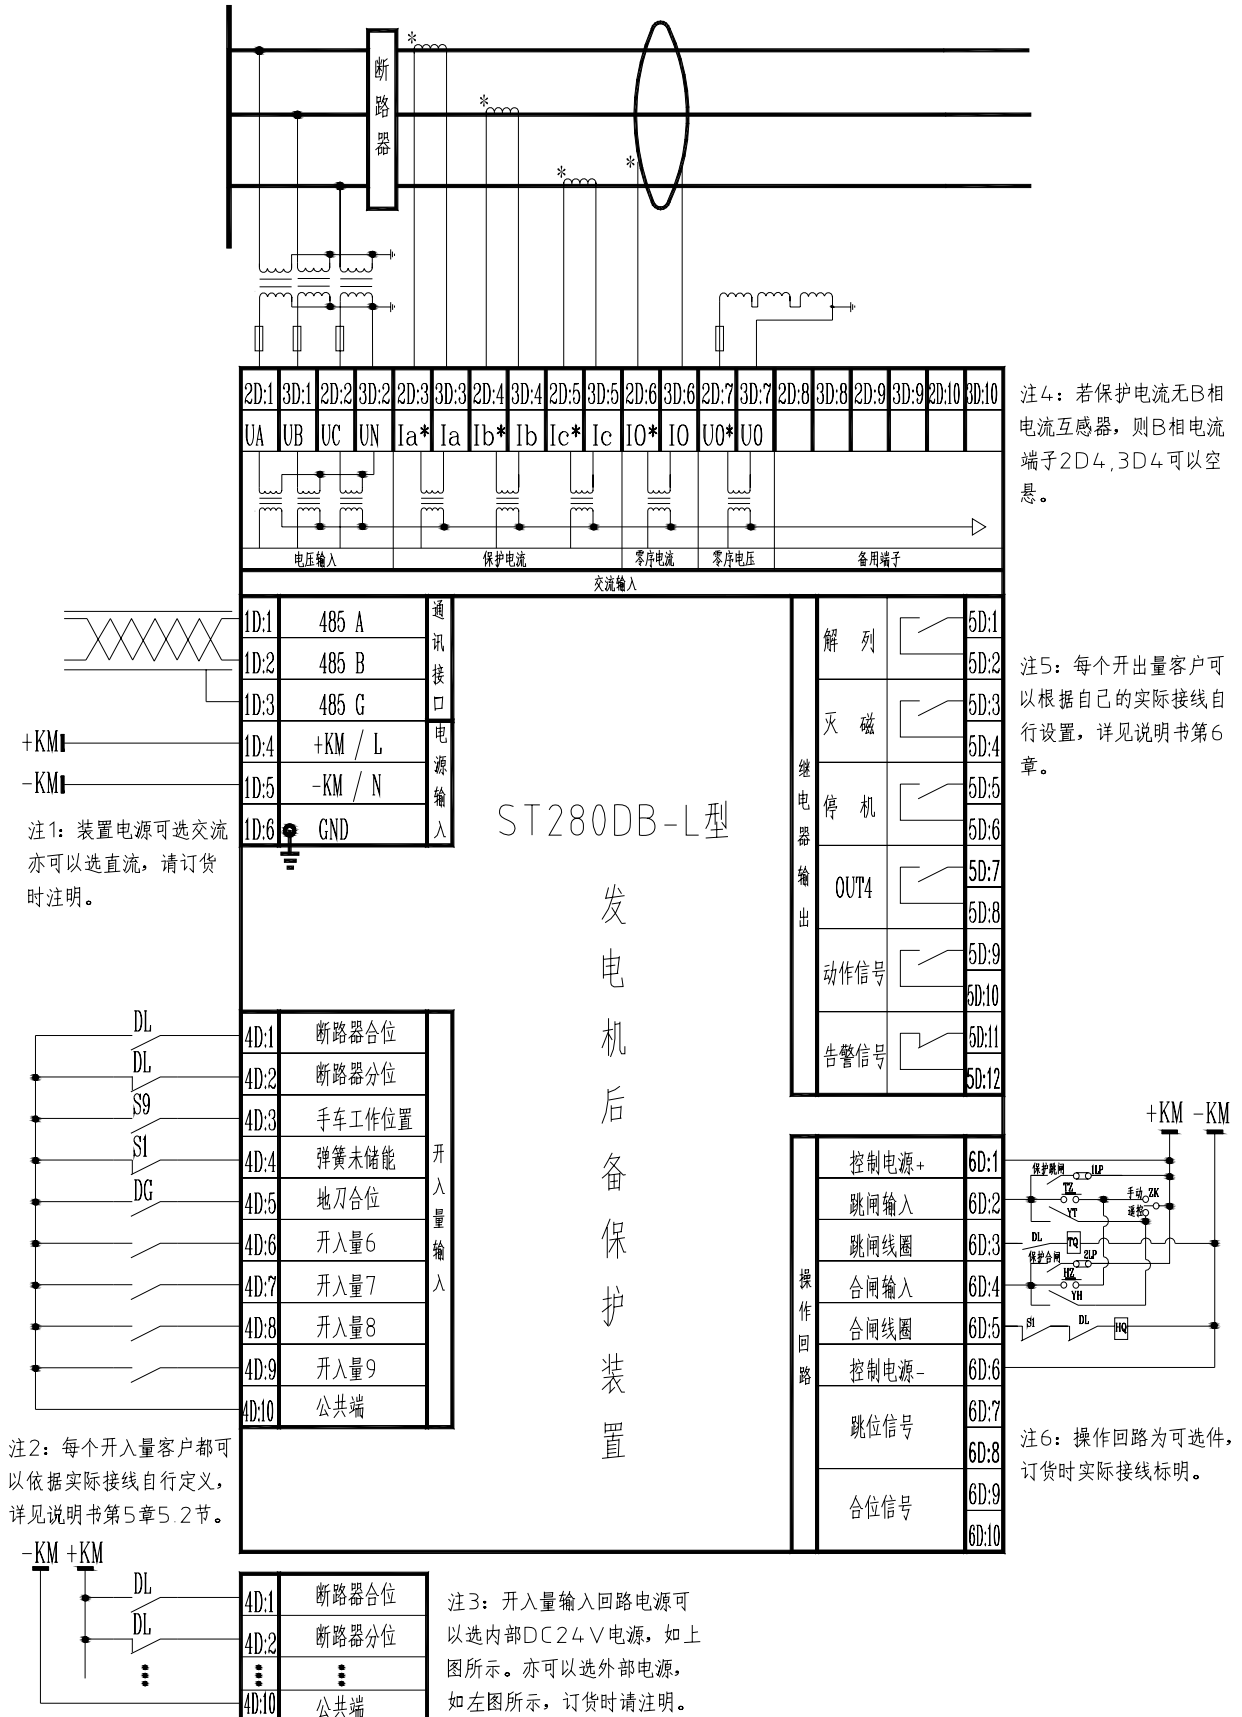 断路器
*
*
*
*
2D:1 3D:1 2D:2 3D:2 2D:3 3D:3 2D:4 3D:4 2D:5 3D:5 2D:6 3D:6 2D:7 3D:7 2D:8 3D:8 2D:9 3D:9 2D:10 3D:10
UA UB UC UN Ia* Ia Ib* Ib Ic* Ic I0* I0 U0* U0
电压输入 保护电流 零序电流 零序电压 备用端子
交流输入
注4：若保护电流无B相
电流互感器，则B相电流
端子2D4,3D4可以空
悬。
1D:1 485 A
1D:2 485 B
1D:3 485 G
通讯接口
+KM 1D:4 +KM / L
-KM 1D:5 -KM / N
1D:6 GND
电源输入
注1：装置电源可选交流
亦可以选直流，请订货
时注明。
ST280DB-L型
发电机后备保护装置
继电器输出
解 列 5D:1
5D:2
灭 磁 5D:3
5D:4
停 机 5D:5
5D:6
OUT4 5D:7
5D:8
动作信号 5D:9
5D:10
告警信号 5D:11
5D:12
注5：每个开出量客户可
以根据自己的实际接线自
行设置，详见说明书第6
章。
DL 4D:1 断路器合位
DL 4D:2 断路器分位
S9 4D:3 手车工作位置
S1 4D:4 弹簧未储能
DG 4D:5 地刀合位
4D:6 开入量6
4D:7 开入量7
4D:8 开入量8
4D:9 开入量9
4D:10 公共端
开入量输入
注2：每个开入量客户都可
以依据实际接线自行定义，
详见说明书第5章5.2节。
操作回路
控制电源+ 6D:1
跳闸输入 6D:2
跳闸线圈 6D:3
合闸输入 6D:4
合闸线圈 6D:5
控制电源- 6D:6
跳位信号 6D:7
6D:8
合位信号 6D:9
6D:10
+KM -KM
保护跳闸 1LP
TZ 手动 ZK
YT 遥控
DL TQ
保护合闸 2LP
HZ
YH
S1 DL HQ
注6：操作回路为可选件，
订货时实际接线标明。
-KM +KM
DL 4D:1 断路器合位
DL 4D:2 断路器分位
4D:10 公共端
注3：开入量输入回路电源可
以选内部DC24V电源，如上
图所示。亦可以选外部电源，
如左图所示，订货时请注明。